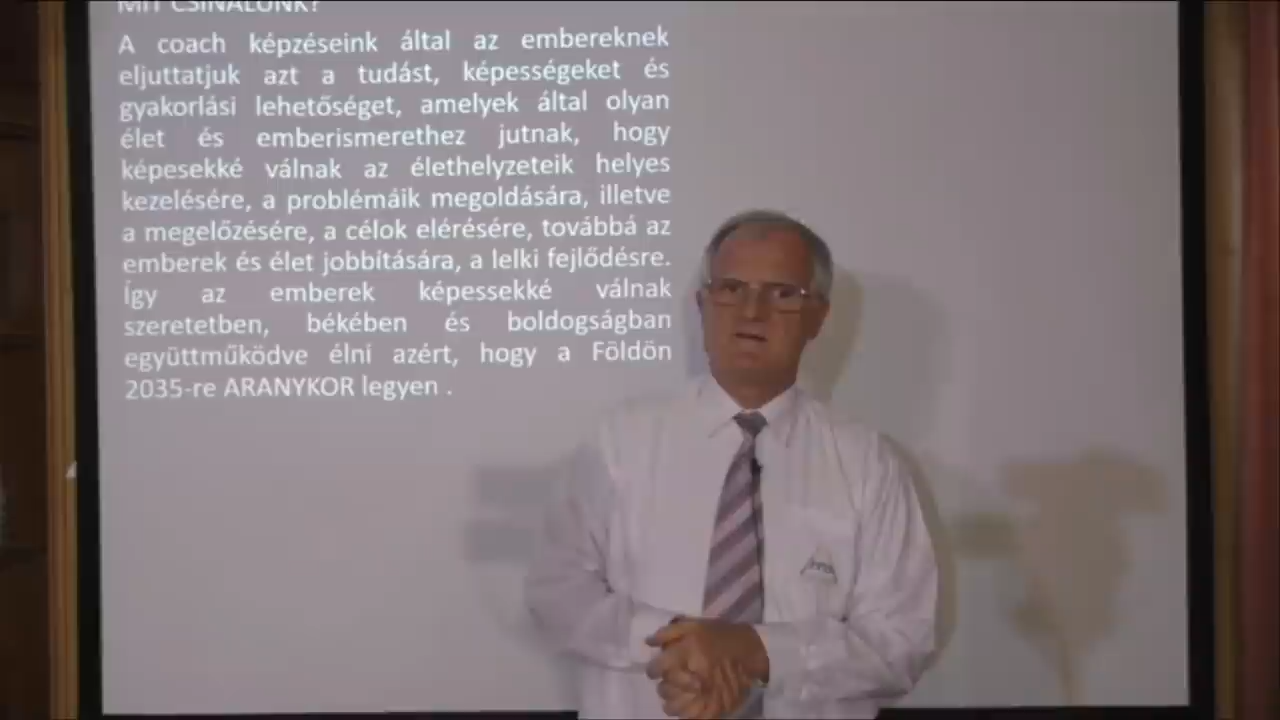 MIT CSINÁLUNK?
A coach képzéseink által az embereknek
eljuttatjuk azt a tudást, képességeket és
gyakorlási lehetőséget, amelyek által olyan
élet és emberismerethez jutnak, hogy
képesekké válnak az élethelyzeteik helyes
kezelésére, a problémáik megoldására, illetve
a megelőzésére, a célok elérésére, továbbá az
emberek és élet jobbítására, a lelki fejlődésre.
Így az emberek képessekké válnak
szeretetben, békében és boldogságban
együttműködve élni azért, hogy a Földön
2035-re ARANYKOR legyen .